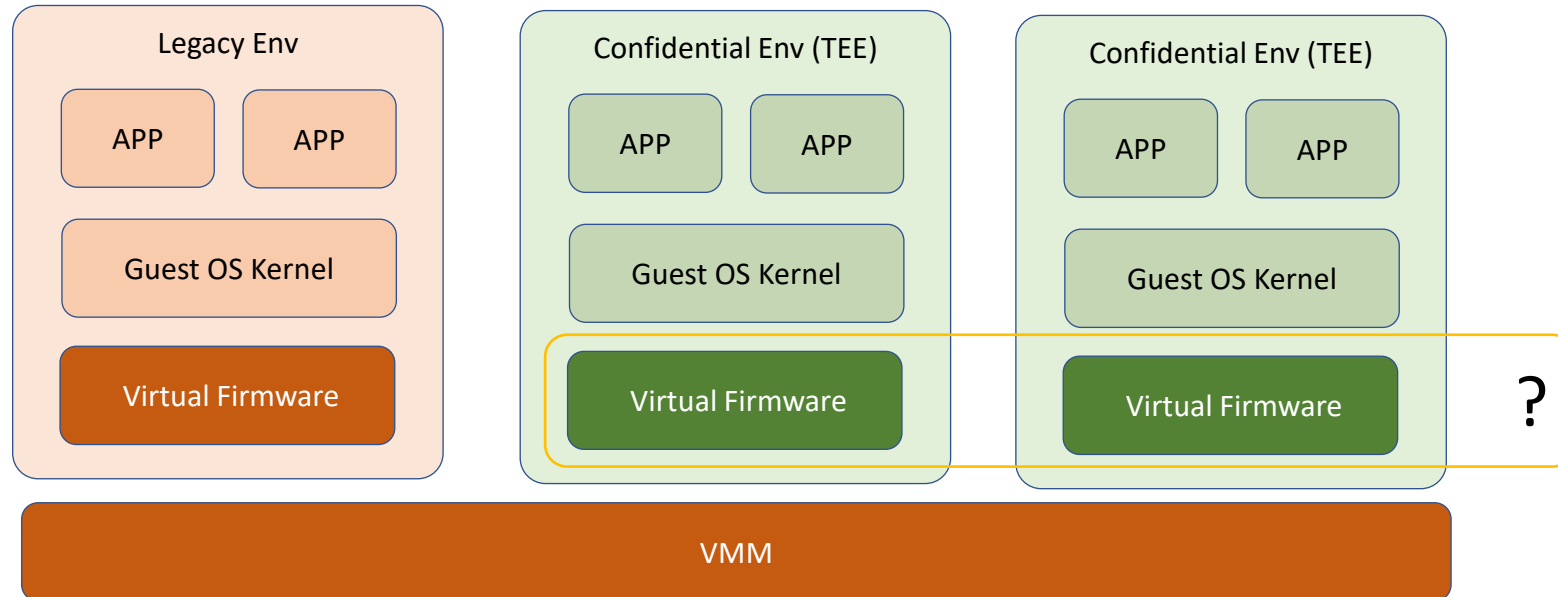 Legacy Env
APP
APP
Guest OS Kernel
Virtual Firmware
Confidential Env (TEE)
APP
APP
Guest OS Kernel
Virtual Firmware
Confidential Env (TEE)
APP
APP
Guest OS Kernel
Virtual Firmware
?
VMM